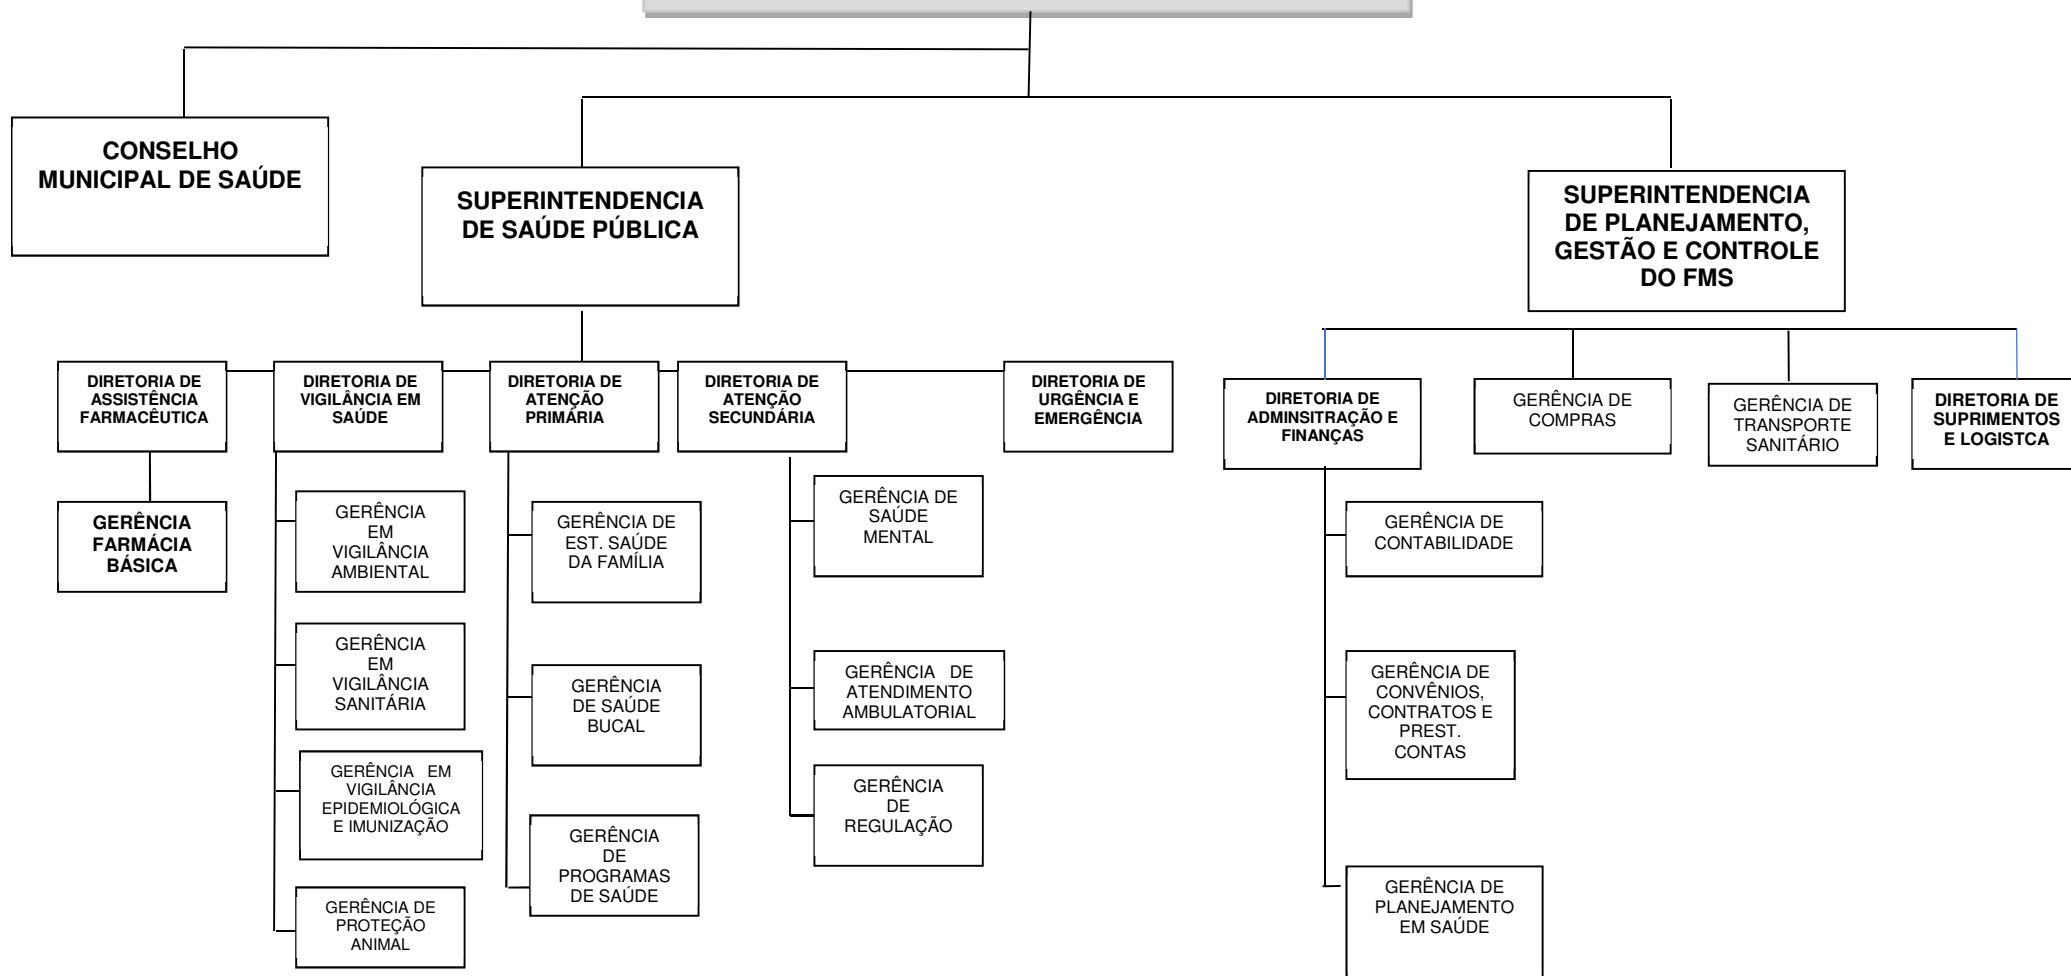 CONSELHO
MUNICIPAL DE SAÚDE
SUPERINTENDENCIA
DE SAÚDE PÚBLICA
SUPERINTENDENCIA
DE PLANEJAMENTO,
GESTÃO E CONTROLE
DO FMS
DIRETORIA DE
ASSISTÊNCIA
FARMACÊUTICA
DIRETORIA DE
VIGILÂNCIA EM
SAÚDE
DIRETORIA DE
ATENÇÃO
PRIMÁRIA
DIRETORIA DE
ATENÇÃO
SECUNDÁRIA
DIRETORIA DE
URGÊNCIA E
EMERGÊNCIA
DIRETORIA DE
ADMINSITRAÇÃO E
FINANÇAS
GERÊNCIA DE
COMPRAS
GERÊNCIA DE
TRANSPORTE
SANITÁRIO
DIRETORIA DE
SUPRIMENTOS
E LOGISTCA
GERÊNCIA
FARMÁCIA
BÁSICA
GERÊNCIA
EM
VIGILÂNCIA
AMBIENTAL
GERÊNCIA
EM
VIGILÂNCIA
SANITÁRIA
GERÊNCIA EM
VIGILÂNCIA
EPIDEMIOLÓGICA
E IMUNIZAÇÃO
GERÊNCIA DE
PROTEÇÃO
ANIMAL
GERÊNCIA DE
EST. SAÚDE
DA FAMÍLIA
GERÊNCIA
DE SAÚDE
BUCAL
GERÊNCIA
DE
PROGRAMAS
DE SAÚDE
GERÊNCIA DE
SAÚDE
MENTAL
GERÊNCIA DE
ATENDIMENTO
AMBULATORIAL
GERÊNCIA
DE
REGULAÇÃO
GERÊNCIA DE
CONTABILIDADE
GERÊNCIA DE
CONVÊNIOS,
CONTRATOS E
PREST.
CONTAS
GERÊNCIA DE
PLANEJAMENTO
EM SAÚDE